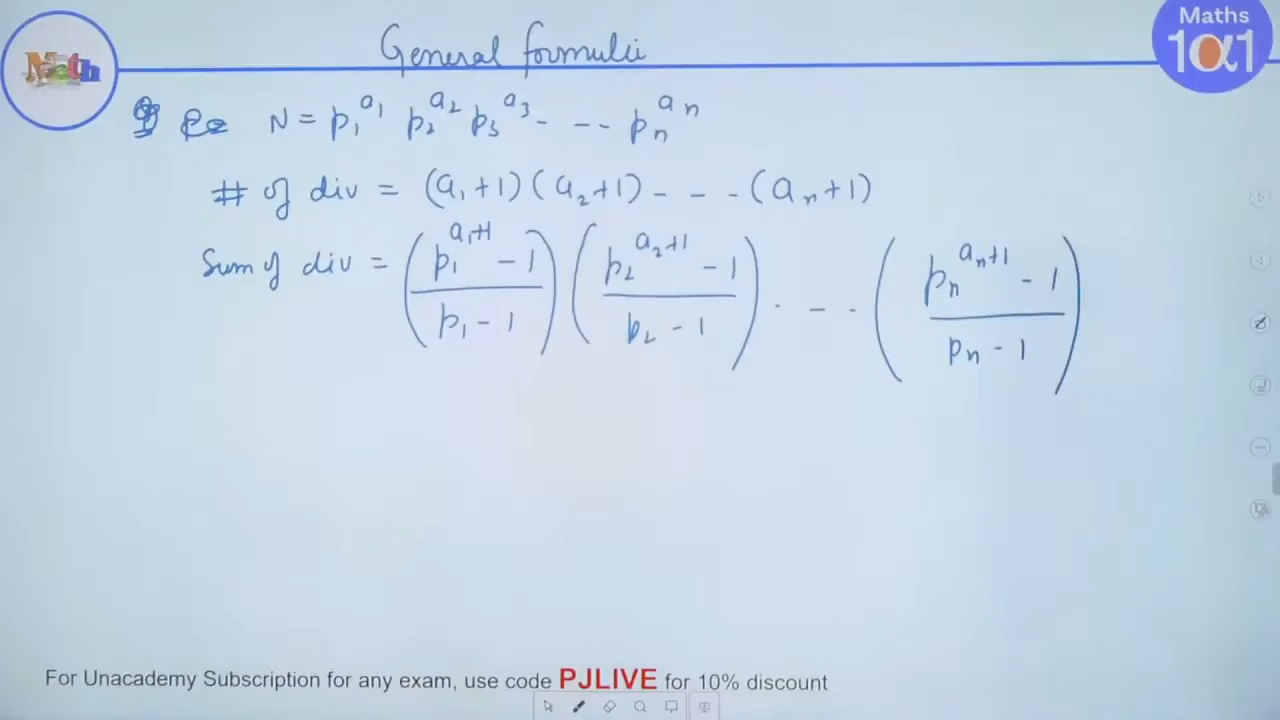 Math
Maths
101
General formulii
N = p₁^a₁ p₂^a₂ p₃^a₃ - - -- pₙ^aₙ
# of div = (a₁+1)(a₂+1) - - - (aₙ+1)
Sum of div = ((p₁^(a₁+1) - 1)/(p₁ - 1)) ((p₂^(a₂+1) - 1)/(p₂ - 1)) . - - . ((pₙ^(aₙ+1) - 1)/(pₙ - 1))
For Unacademy Subscription for any exam, use code PJLIVE for 10% discount